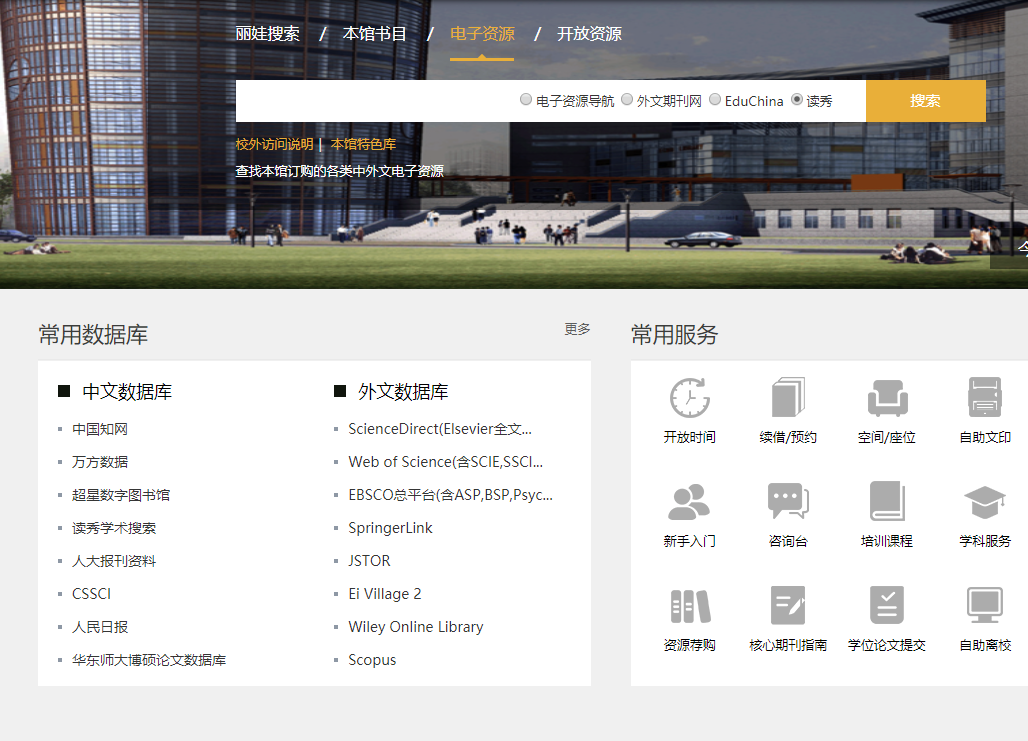 丽娃搜索 / 本馆书目 / 电子资源 / 开放资源
电子资源导航 外文期刊网 EduChina 读秀 搜索
校外访问说明 | 本馆特色库
查找本馆订购的各类中外文电子资源
常用数据库 更多
中文数据库
中国知网
万方数据
超星数字图书馆
读秀学术搜索
人大报刊资料
CSSCI
人民日报
华东师大博硕论文数据库
外文数据库
ScienceDirect(Elsevier全文...
Web of Science(含SCIE,SSCI...
EBSCO总平台(含ASP,BSP,Psyc...
SpringerLink
JSTOR
Ei Village 2
Wiley Online Library
Scopus
常用服务
开放时间 续借/预约 空间/座位 自助文印
新手入门 咨询台 培训课程 学科服务
资源荐购 核心期刊指南 学位论文提交 自助离校